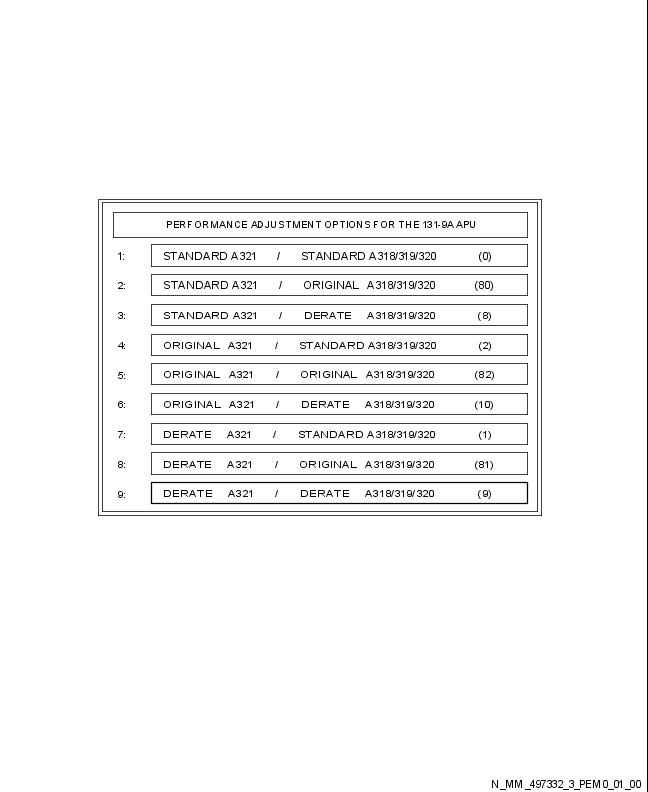 PERFORMANCE ADJUSTMENT OPTIONS FOR THE 131-9A APU
1: STANDARD A321 / STANDARD A318/319/320 (0)
2: STANDARD A321 / ORIGINAL A318/319/320 (80)
3: STANDARD A321 / DERATE A318/319/320 (8)
4: ORIGINAL A321 / STANDARD A318/319/320 (2)
5: ORIGINAL A321 / ORIGINAL A318/319/320 (82)
6: ORIGINAL A321 / DERATE A318/319/320 (10)
7: DERATE A321 / STANDARD A318/319/320 (1)
8: DERATE A321 / ORIGINAL A318/319/320 (81)
9: DERATE A321 / DERATE A318/319/320 (9)
N_MM_497332_3_PEM0_01_00